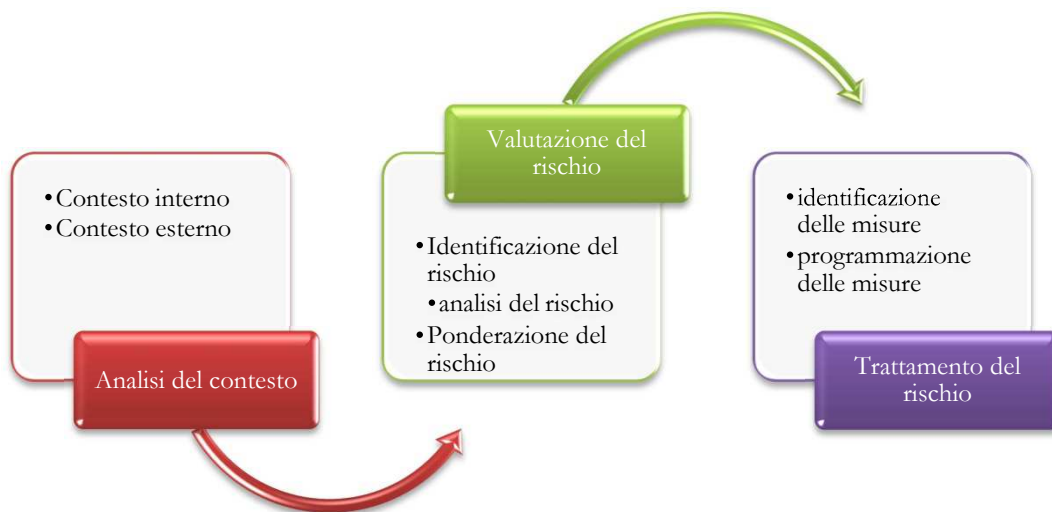 •Contesto interno
•Contesto esterno
Analisi del contesto
Valutazione del
rischio
•Identificazione del
rischio
•analisi del rischio
•Ponderazione del
rischio
•identificazione
delle misure
•programmazione
delle misure
Trattamento del
rischio